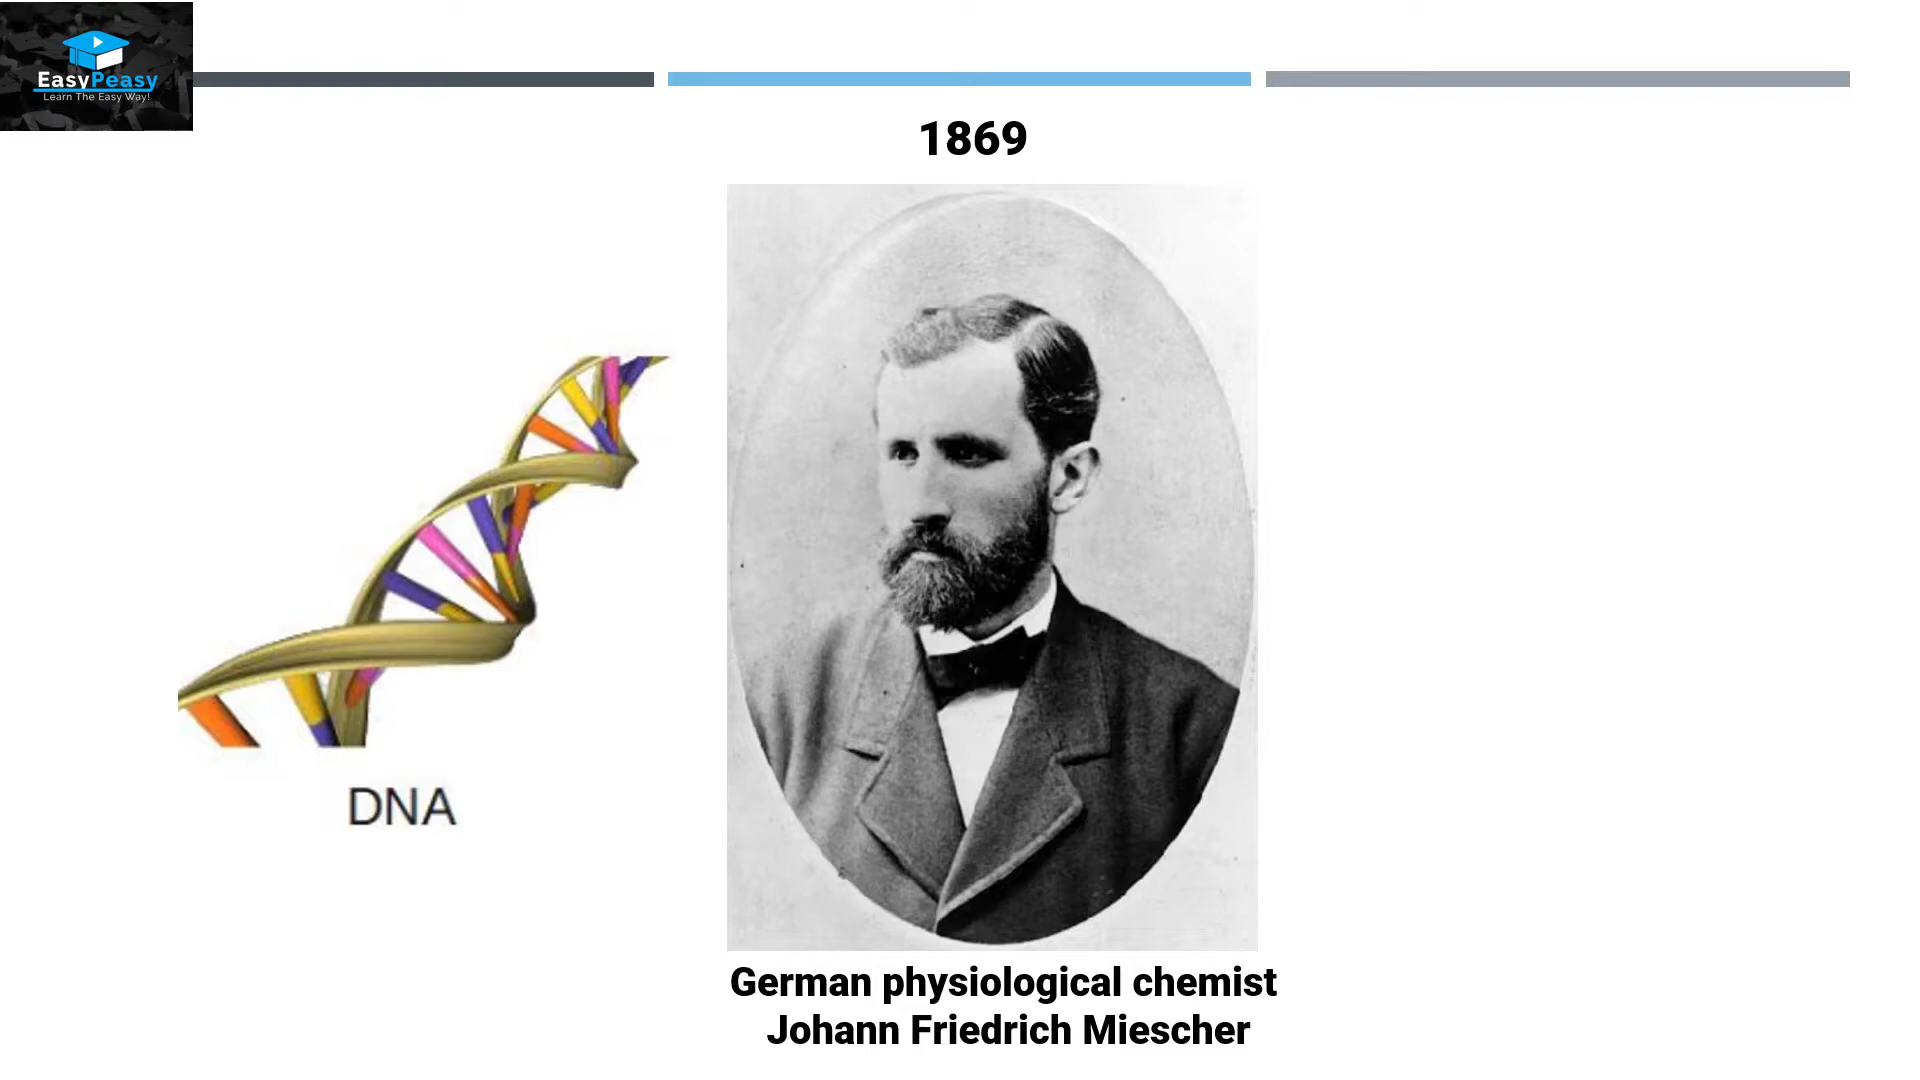 EasyPeasy
Learn The Easy Way!
1869
DNA
German physiological chemist
Johann Friedrich Miescher